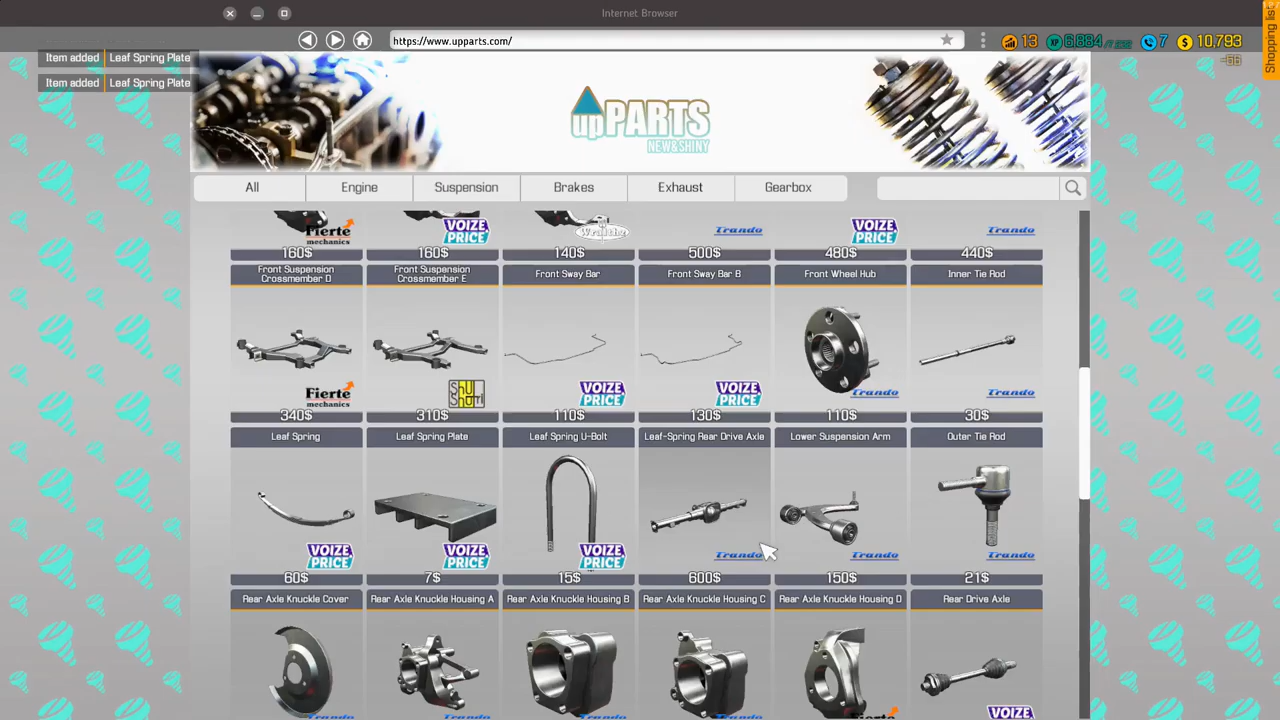 Internet Browser
Shopping list
https://www.upparts.com/
13 6,884 7 $ 10,793
Item added Leaf Spring Plate
Item added Leaf Spring Plate
upPARTS
NEW&SHINY
All Engine Suspension Brakes Exhaust Gearbox
Fierte mechanics VOIZE PRICE Trando VOIZE PRICE Trando
160$ 160$ 140$ 500$ 480$ 440$
Front Suspension Crossmember D Front Suspension Crossmember E Front Sway Bar Front Sway Bar B Front Wheel Hub Inner Tie Rod
Fierte mechanics VOIZE PRICE VOIZE PRICE Trando Trando
340$ 310$ 110$ 130$ 110$ 30$
Leaf Spring Leaf Spring Plate Leaf Spring U-Bolt Leaf-Spring Rear Drive Axle Lower Suspension Arm Outer Tie Rod
VOIZE PRICE VOIZE PRICE VOIZE PRICE Trando Trando Trando
60$ 7$ 15$ 600$ 150$ 21$
Rear Axle Knuckle Cover Rear Axle Knuckle Housing A Rear Axle Knuckle Housing B Rear Axle Knuckle Housing C Rear Axle Knuckle Housing D Rear Drive Axle
VOIZE